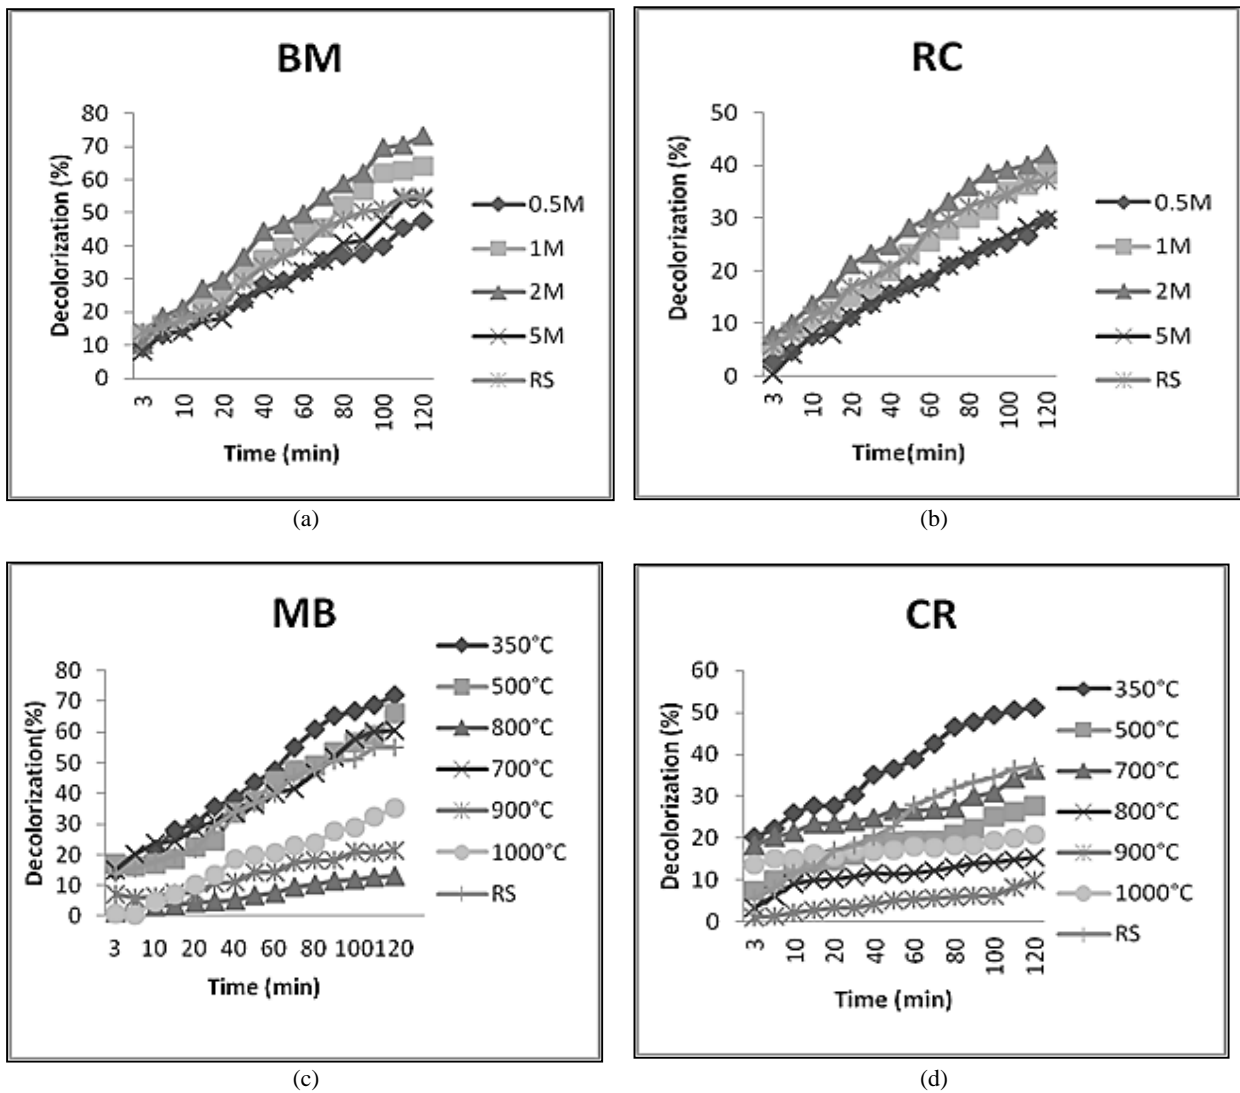 BM
Decolorization (%)
80
70
60
50
40
30
20
10
0
3 10 20 40 60 80 100 120
Time (min)
0.5M
1M
2M
5M
RS
(a)
RC
Decolorization (%)
50
40
30
20
10
0
3 10 20 40 60 80 100 120
Time(min)
0.5M
1M
2M
5M
RS
(b)
MB
Decolorization(%)
80
70
60
50
40
30
20
10
0
3 10 20 40 60 80 100 120
Time (min)
350°C
500°C
800°C
700°C
900°C
1000°C
RS
(c)
CR
Decolorization (%)
60
50
40
30
20
10
0
3 10 20 40 60 80 100 120
Time (min)
350°C
500°C
700°C
800°C
900°C
1000°C
RS
(d)